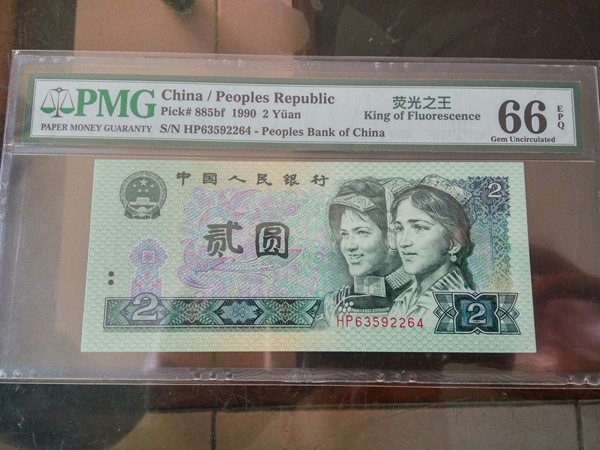 PMG
PAPER MONEY GUARANTY
China / Peoples Republic
Pick# 885bf 1990 2 Yüan
S/N HP63592264 - Peoples Bank of China
荧光之王
King of Fluorescence
66
EPQ
Gem Uncirculated
中国人民银行
2
贰圆
2
HP63592264
2